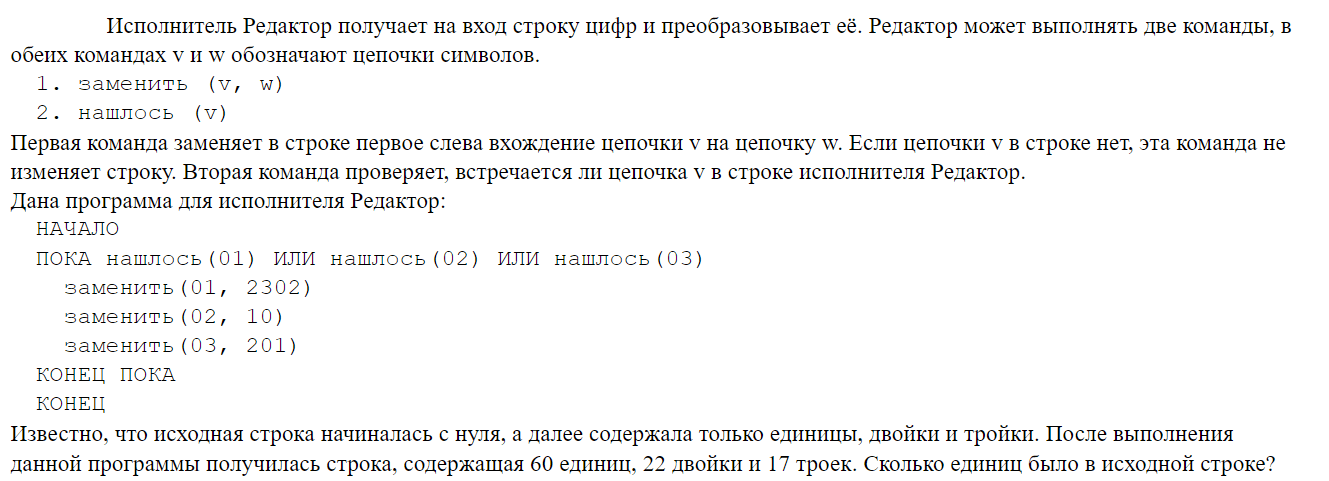 Исполнитель Редактор получает на вход строку цифр и преобразовывает её. Редактор может выполнять две команды, в
обеих командах v и w обозначают цепочки символов.
1. заменить (v, w)
2. нашлось (v)
Первая команда заменяет в строке первое слева вхождение цепочки v на цепочку w. Если цепочки v в строке нет, эта команда не
изменяет строку. Вторая команда проверяет, встречается ли цепочка v в строке исполнителя Редактор.
Дана программа для исполнителя Редактор:
НАЧАЛО
ПОКА нашлось(01) ИЛИ нашлось(02) ИЛИ нашлось(03)
заменить(01, 2302)
заменить(02, 10)
заменить(03, 201)
КОНЕЦ ПОКА
КОНЕЦ
Известно, что исходная строка начиналась с нуля, а далее содержала только единицы, двойки и тройки. После выполнения
данной программы получилась строка, содержащая 60 единиц, 22 двойки и 17 троек. Сколько единиц было в исходной строке?